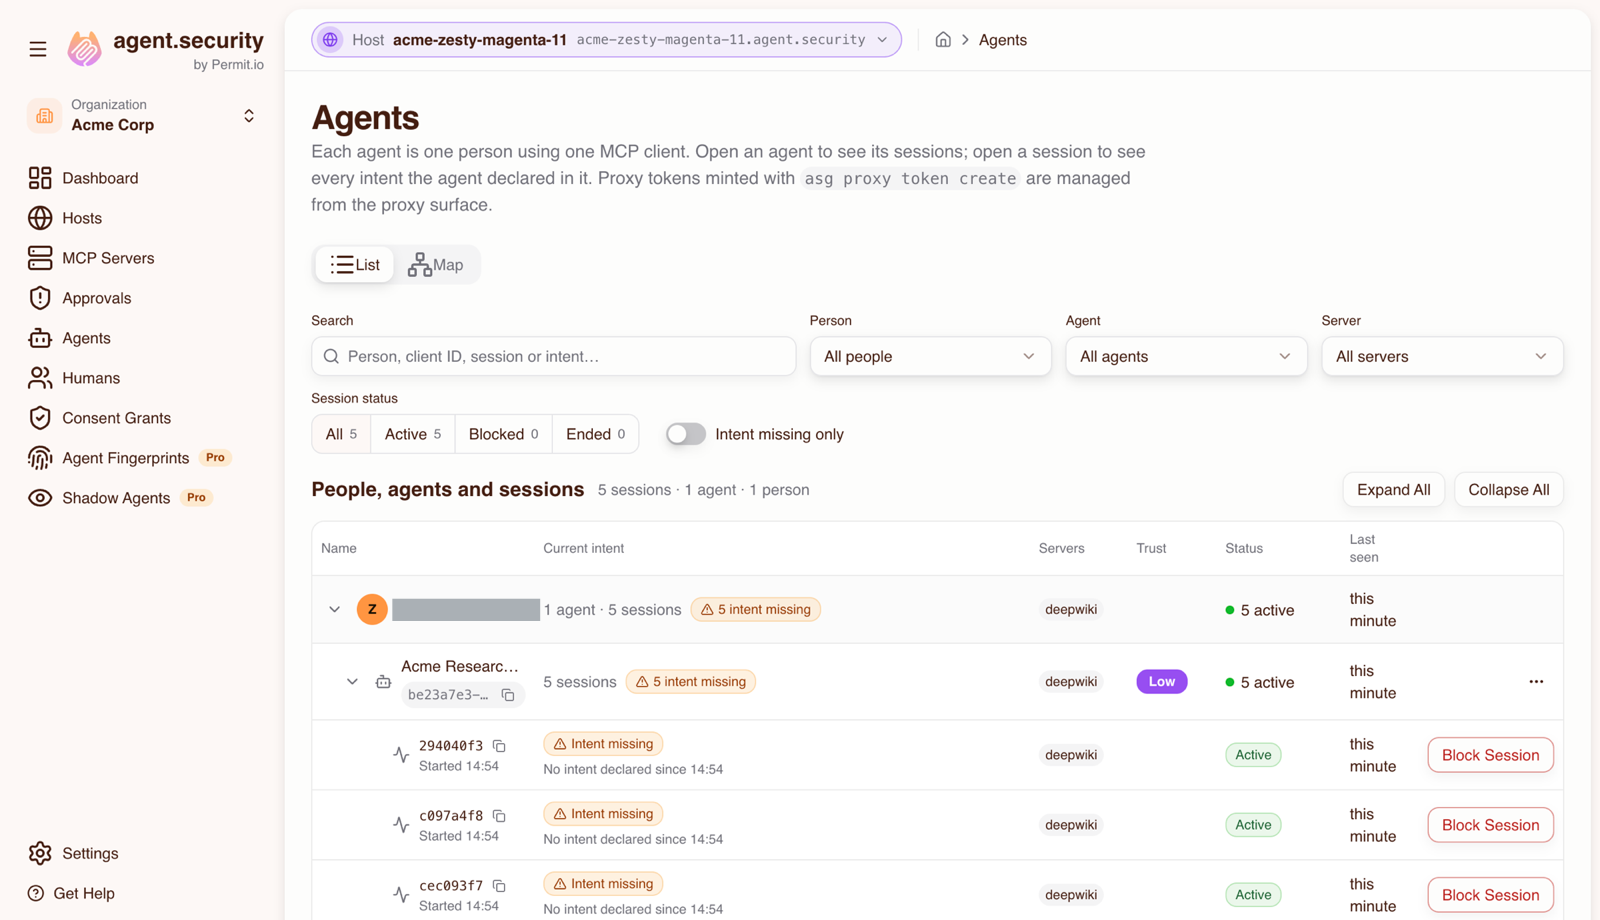 agent.security
by Permit.io
Organization
Acme Corp
Dashboard
Hosts
MCP Servers
Approvals
Agents
Humans
Consent Grants
Agent Fingerprints Pro
Shadow Agents Pro
Settings
Get Help
Host acme-zesty-magenta-11 acme-zesty-magenta-11.agent.security
Agents
Agents
Each agent is one person using one MCP client. Open an agent to see its sessions; open a session to see
every intent the agent declared in it. Proxy tokens minted with asg proxy token create are managed
from the proxy surface.
List Map
Search Person Agent Server
Person, client ID, session or intent… All people All agents All servers
Session status
All 5 Active 5 Blocked 0 Ended 0 Intent missing only
People, agents and sessions 5 sessions · 1 agent · 1 person Expand All Collapse All
Name Current intent Servers Trust Status Last seen
Z 1 agent · 5 sessions 5 intent missing deepwiki 5 active this minute
Acme Researc… 5 sessions 5 intent missing deepwiki Low 5 active this minute
be23a7e3-…
294040f3 Intent missing deepwiki Active this minute Block Session
Started 14:54 No intent declared since 14:54
c097a4f8 Intent missing deepwiki Active this minute Block Session
Started 14:54 No intent declared since 14:54
cec093f7 Intent missing deepwiki Active this minute Block Session
Started 14:54 No intent declared since 14:54